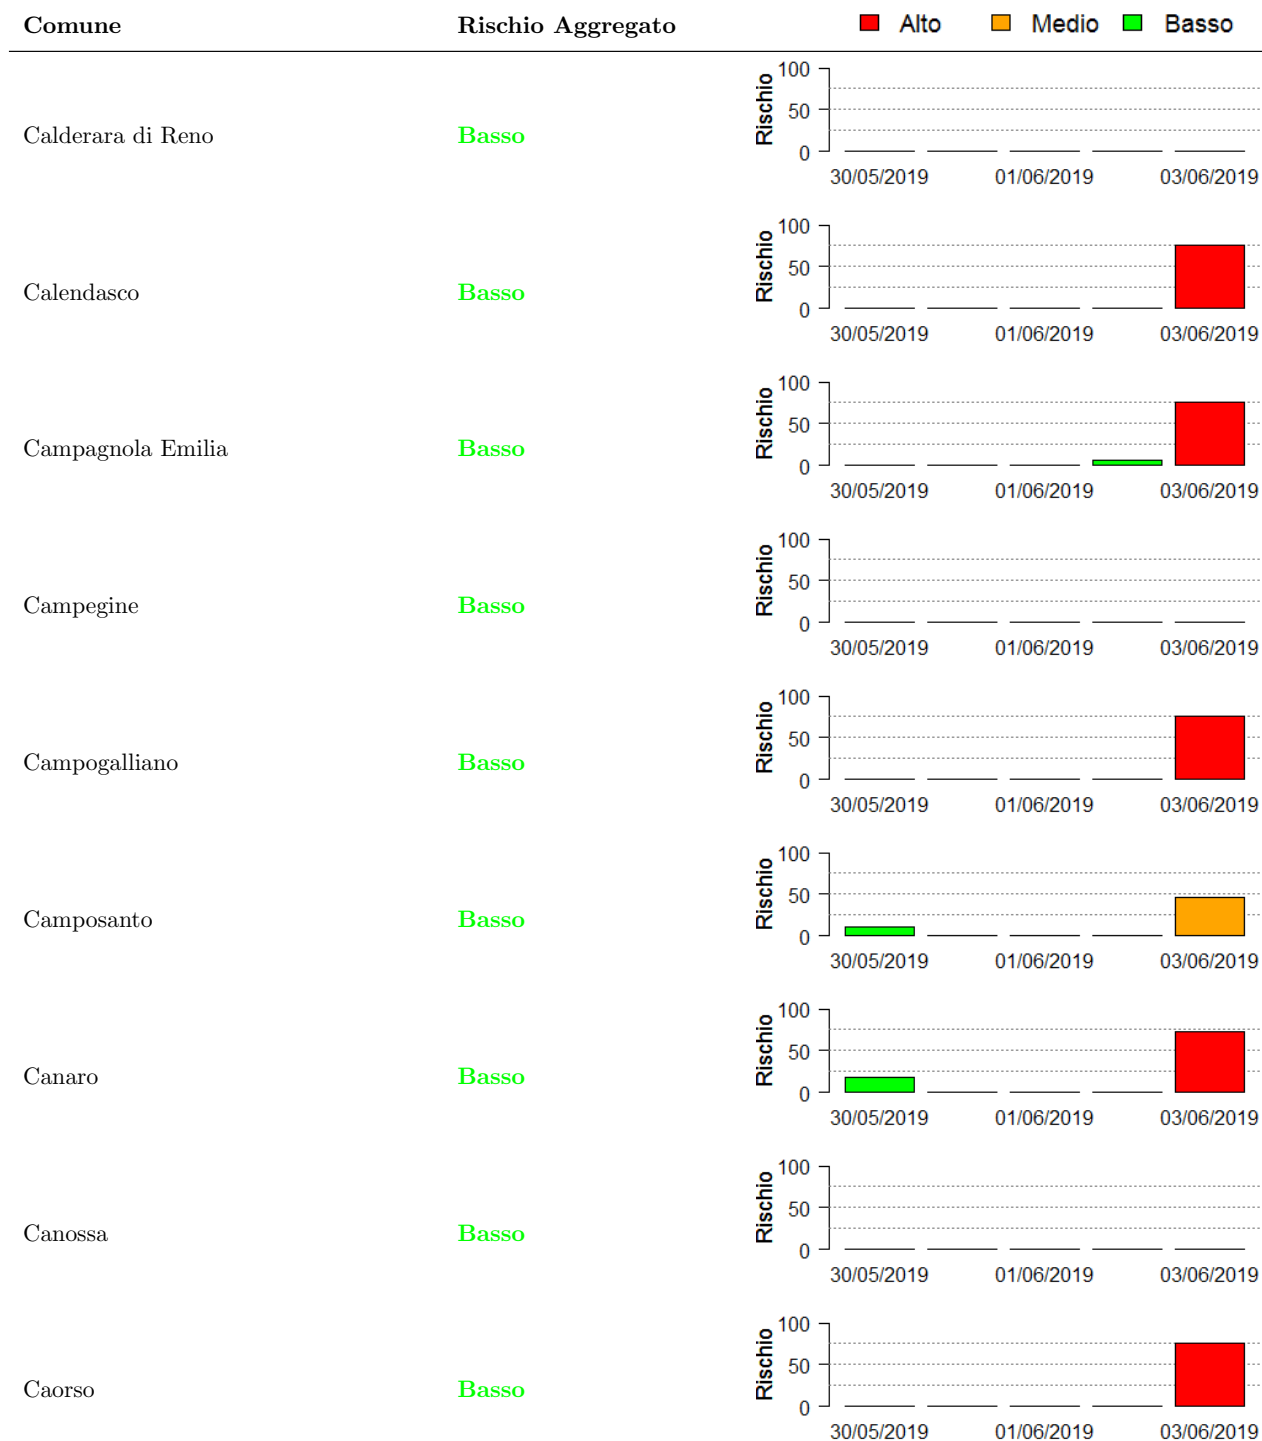 Comune Rischio Aggregato Alto Medio Basso
Calderara di Reno Basso Rischio 100 50 0
30/05/2019 01/06/2019 03/06/2019
Calendasco Basso Rischio 100 50 0
30/05/2019 01/06/2019 03/06/2019
Campagnola Emilia Basso Rischio 100 50 0
30/05/2019 01/06/2019 03/06/2019
Campegine Basso Rischio 100 50 0
30/05/2019 01/06/2019 03/06/2019
Campogalliano Basso Rischio 100 50 0
30/05/2019 01/06/2019 03/06/2019
Camposanto Basso Rischio 100 50 0
30/05/2019 01/06/2019 03/06/2019
Canaro Basso Rischio 100 50 0
30/05/2019 01/06/2019 03/06/2019
Canossa Basso Rischio 100 50 0
30/05/2019 01/06/2019 03/06/2019
Caorso Basso Rischio 100 50 0
30/05/2019 01/06/2019 03/06/2019